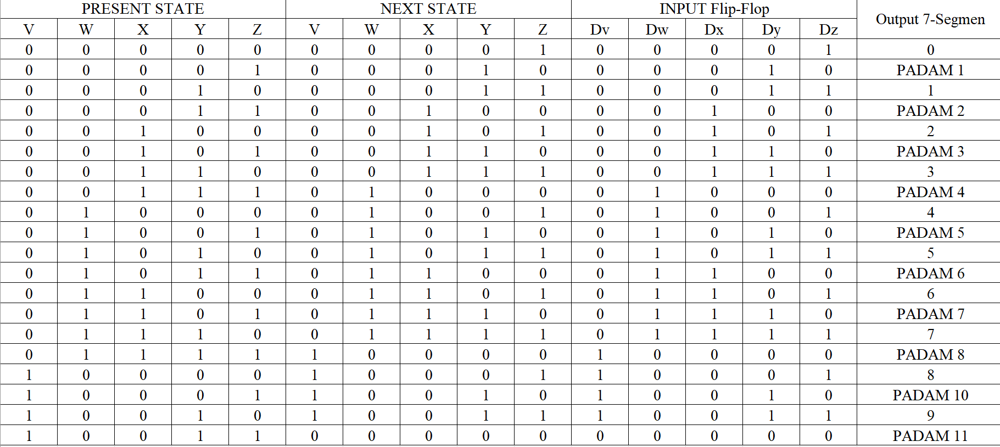 PRESENT STATE NEXT STATE INPUT Flip-Flop Output 7-Segmen
V W X Y Z V W X Y Z Dv Dw Dx Dy Dz
0 0 0 0 0 0 0 0 0 1 0 0 0 0 1 0
0 0 0 0 1 0 0 0 1 0 0 0 0 1 0 PADAM 1
0 0 0 1 0 0 0 0 1 1 0 0 0 1 1 1
0 0 0 1 1 0 0 1 0 0 0 0 1 0 0 PADAM 2
0 0 1 0 0 0 0 1 0 1 0 0 1 0 1 2
0 0 1 0 1 0 0 1 1 0 0 0 1 1 0 PADAM 3
0 0 1 1 0 0 0 1 1 1 0 0 1 1 1 3
0 0 1 1 1 0 1 0 0 0 0 1 0 0 0 PADAM 4
0 1 0 0 0 0 1 0 0 1 0 1 0 0 1 4
0 1 0 0 1 0 1 0 1 0 0 1 0 1 0 PADAM 5
0 1 0 1 0 0 1 0 1 1 0 1 0 1 1 5
0 1 0 1 1 0 1 1 0 0 0 1 1 0 0 PADAM 6
0 1 1 0 0 0 1 1 0 1 0 1 1 0 1 6
0 1 1 0 1 0 1 1 1 0 0 1 1 1 0 PADAM 7
0 1 1 1 0 0 1 1 1 1 0 1 1 1 1 7
0 1 1 1 1 1 0 0 0 0 1 0 0 0 0 PADAM 8
1 0 0 0 0 1 0 0 0 1 1 0 0 0 1 8
1 0 0 0 1 1 0 0 1 0 1 0 0 1 0 PADAM 10
1 0 0 1 0 1 0 0 1 1 1 0 0 1 1 9
1 0 0 1 1 0 0 0 0 0 0 0 0 0 0 PADAM 11